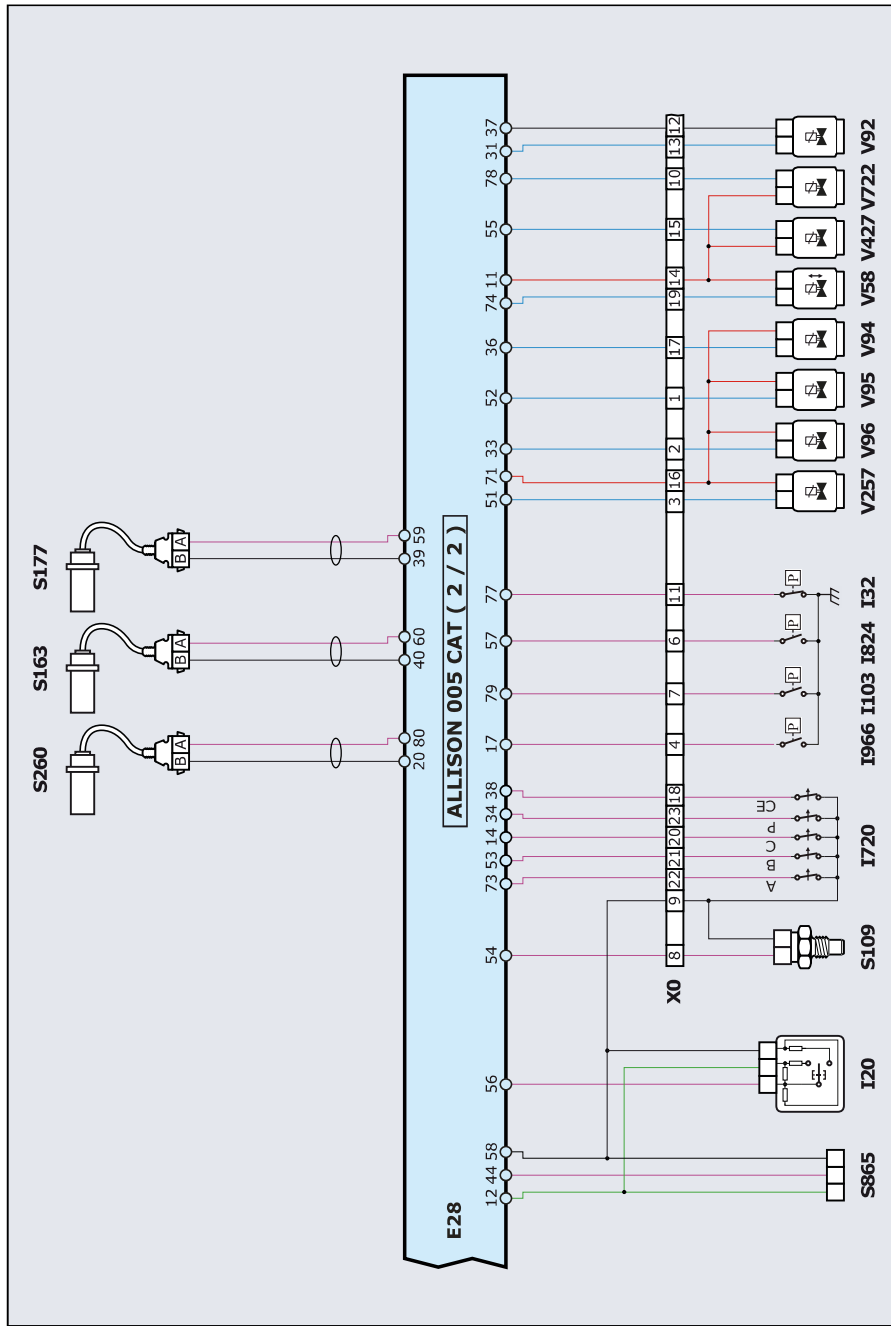 S260 S163 S177
B A B A B A
20 80 40 60 39 59
ALLISON 005 CAT ( 2 / 2 )
E28
12 44 58 56 54 73 53 14 34 38 17 79 57 77 51 71 33 52 36 74 11 55 78 31 37
X0 8 9 22 21 20 23 18 4 7 6 11 3 16 2 1 17 19 14 15 10 13 12
A B C P CE
P P P P
S865 I20 S109 I720 I966 I103 I824 I32 V257 V96 V95 V94 V58 V427 V722 V92